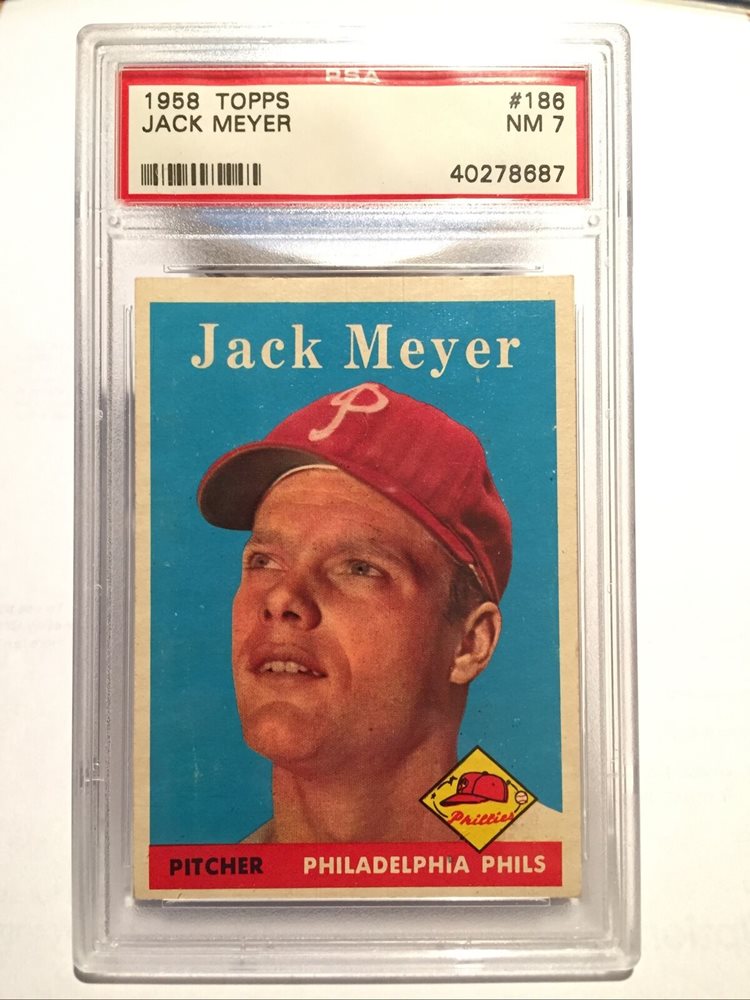 PSA
1958 TOPPS #186
JACK MEYER NM 7
40278687
Jack Meyer
P
Phillies
PITCHER PHILADELPHIA PHILS